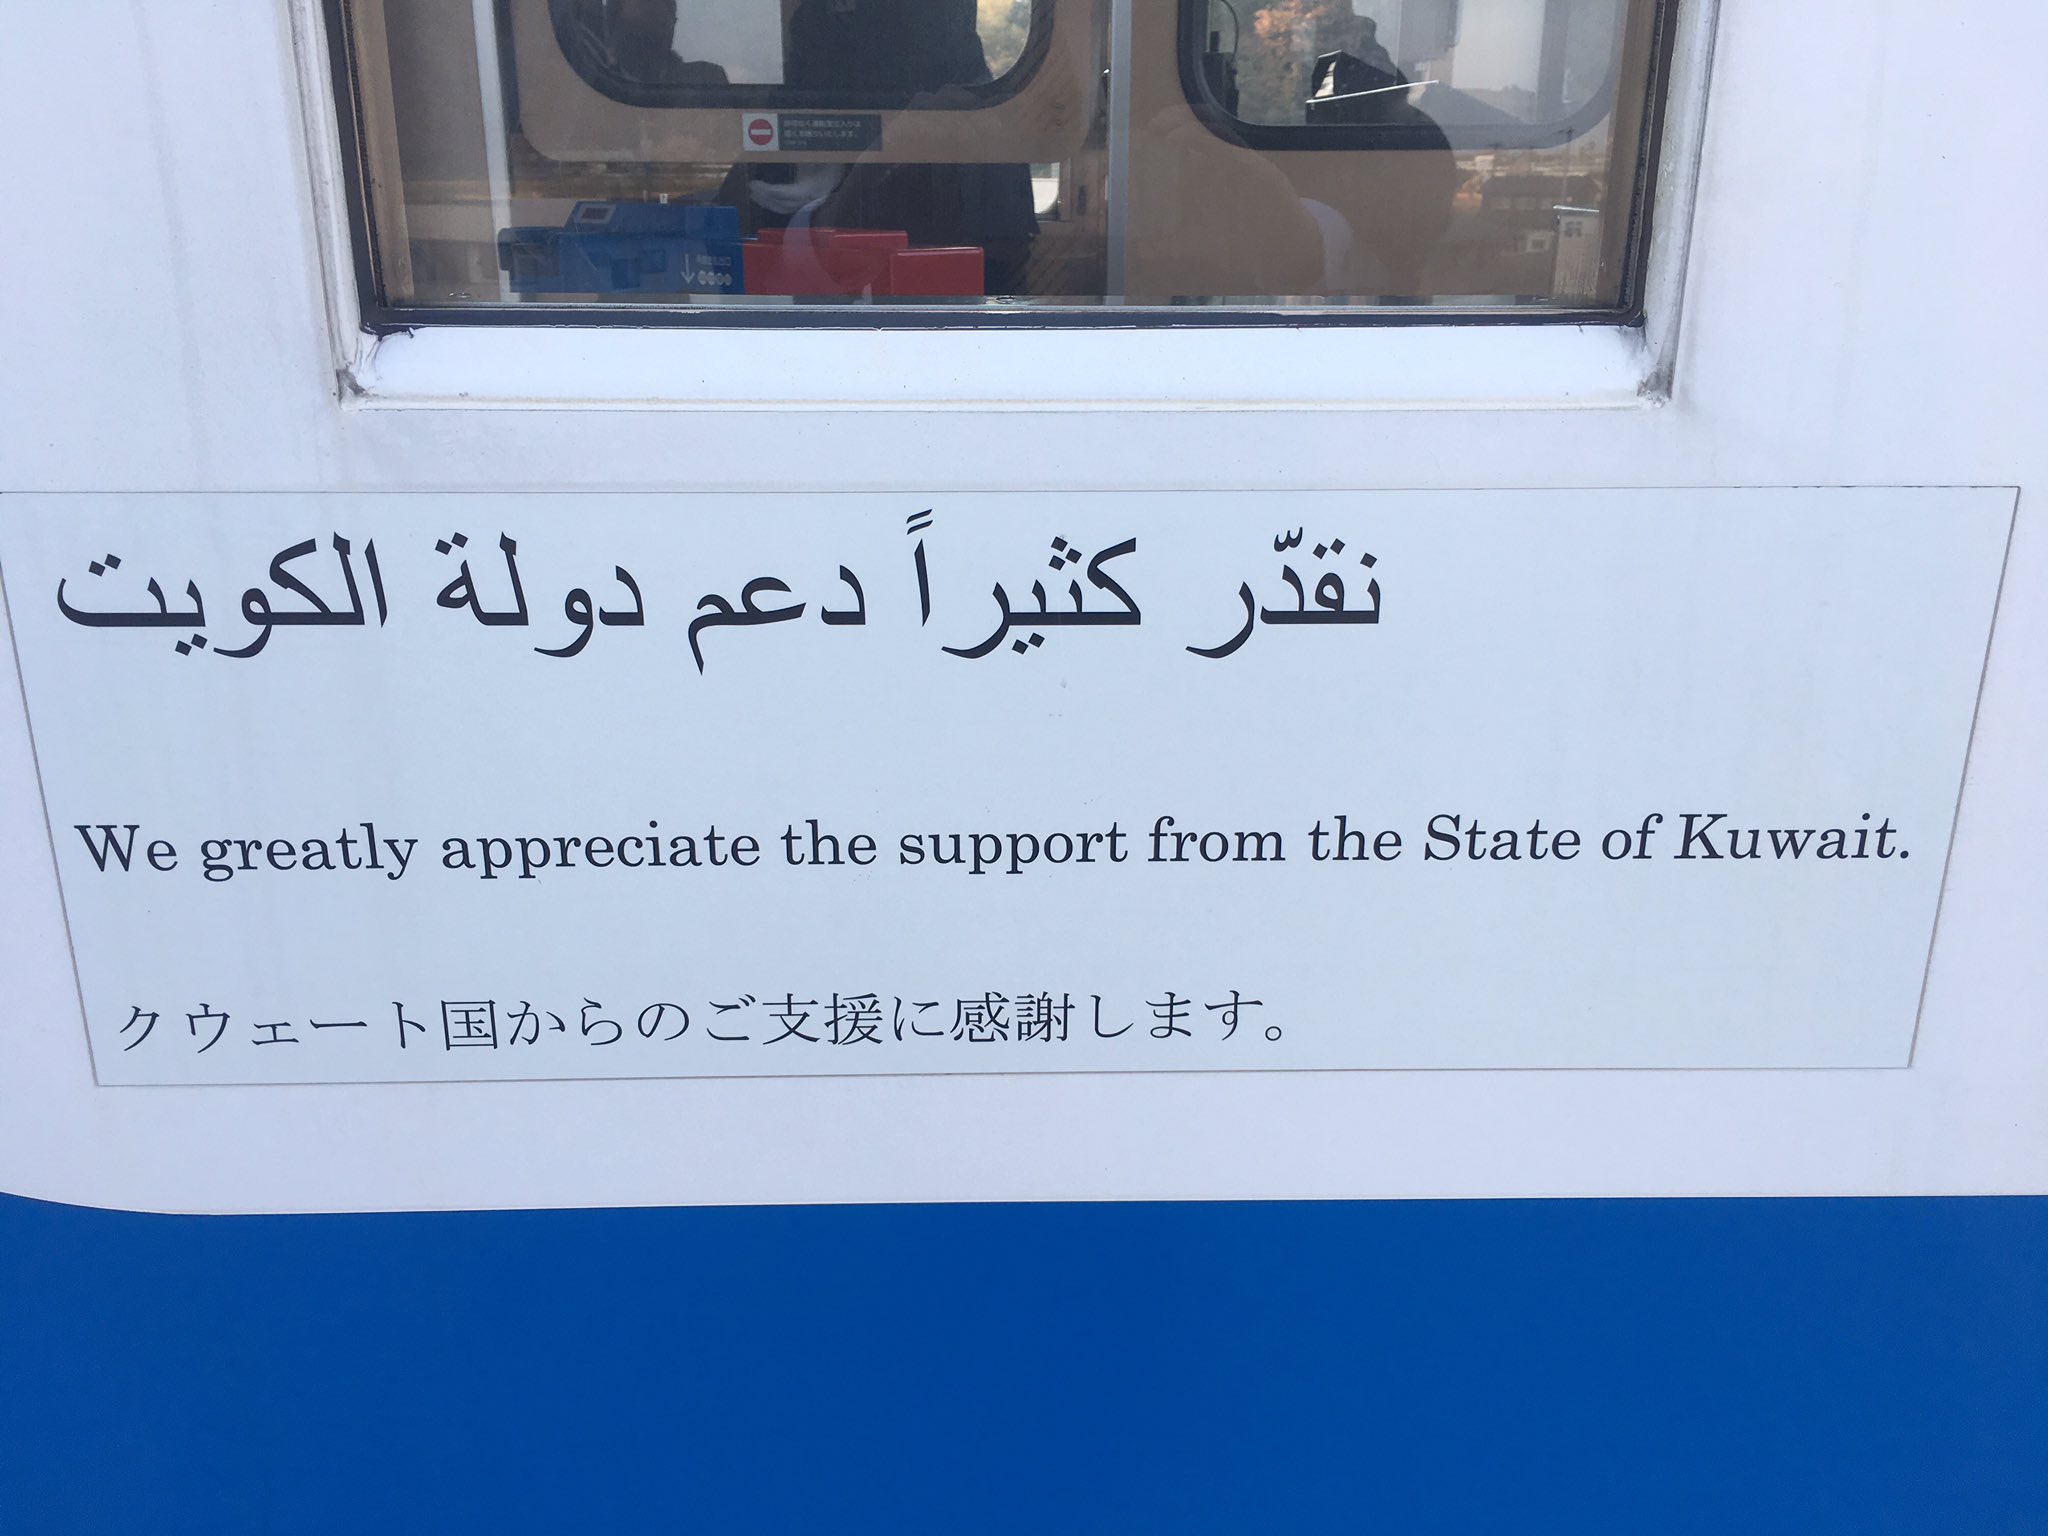 نقدّر كثيراً دعم دولة الكويت
We greatly appreciate the support from the State of Kuwait.
クウェート国からのご支援に感謝します。